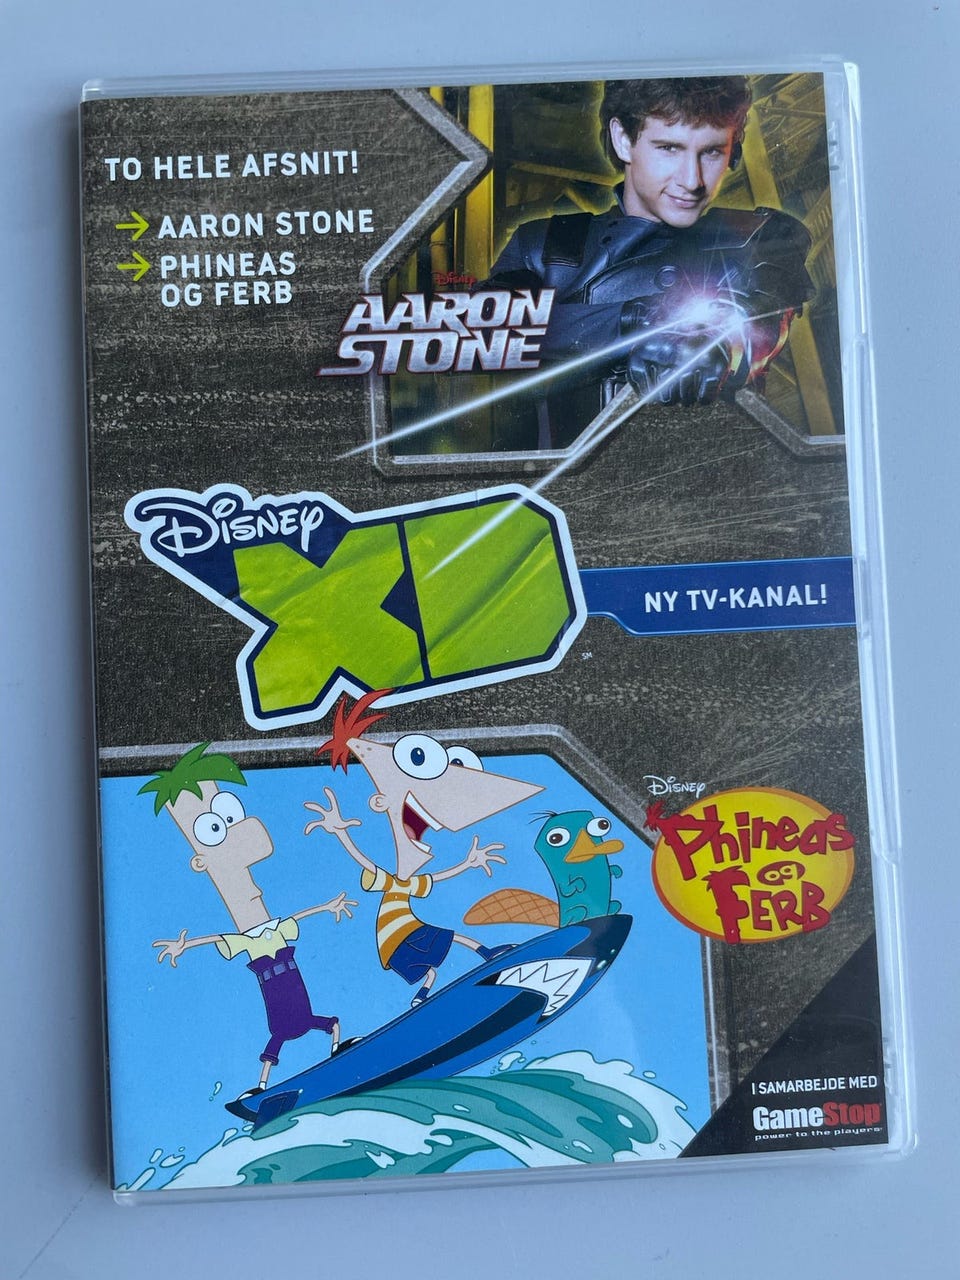 TO HELE AFSNIT!
→ AARON STONE
→ PHINEAS
OG FERB
Disney
AARON
STONE
Disney
XD
SM
NY TV-KANAL!
Disney
Phineas
og
FERB
I SAMARBEJDE MED
GameStop
power to the players